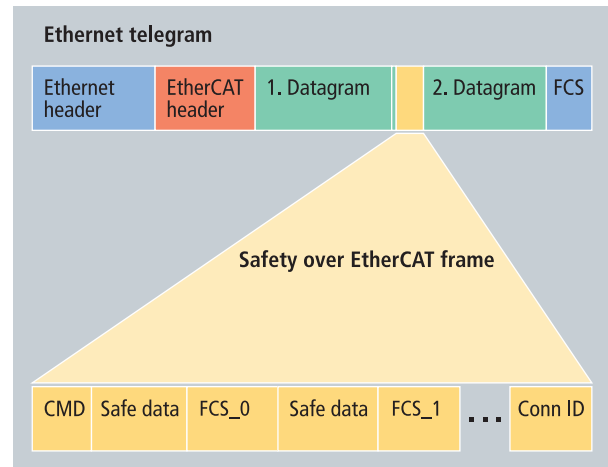 Ethernet telegram
Ethernet header
EtherCAT header
1. Datagram
2. Datagram
FCS
Safety over EtherCAT frame
CMD
Safe data
FCS_0
Safe data
FCS_1
...
Conn ID